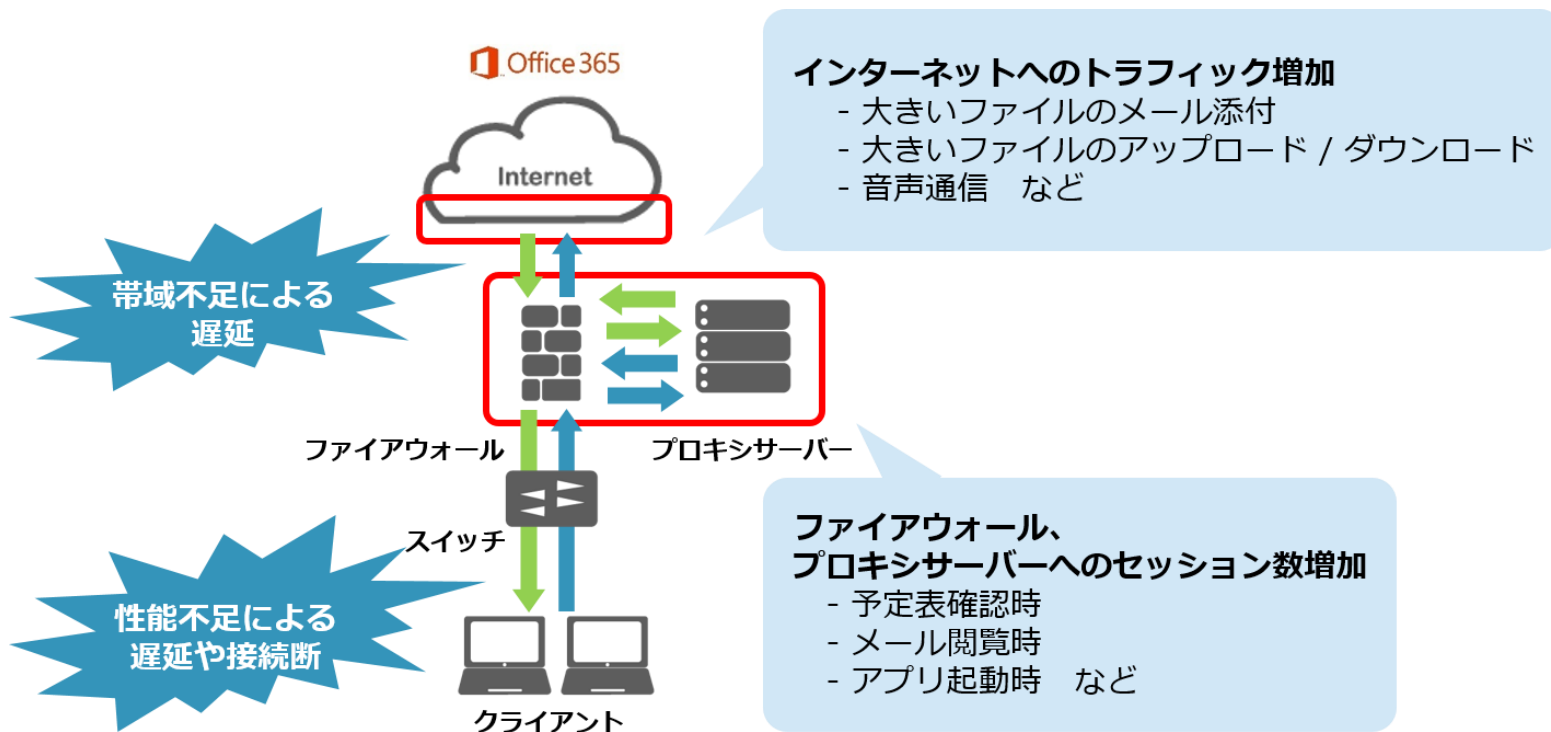 Office 365
Internet
インターネットへのトラフィック増加
- 大きいファイルのメール添付
- 大きいファイルのアップロード / ダウンロード
- 音声通信　など
帯域不足による
遅延
ファイアウォール
プロキシサーバー
スイッチ
性能不足による
遅延や接続断
クライアント
ファイアウォール、
プロキシサーバーへのセッション数増加
- 予定表確認時
- メール閲覧時
- アプリ起動時　など